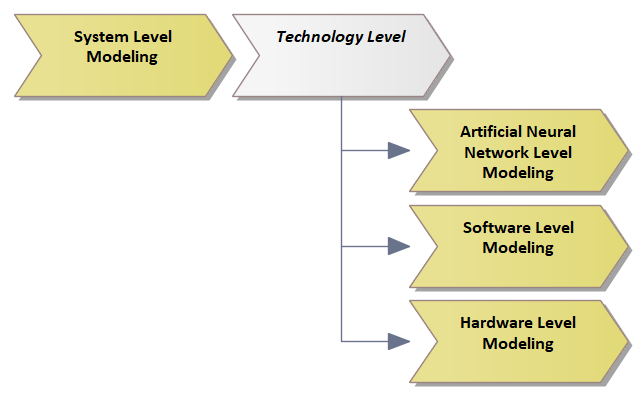 System Level
Modeling
Technology Level
Artificial Neural
Network Level
Modeling
Software Level
Modeling
Hardware Level
Modeling